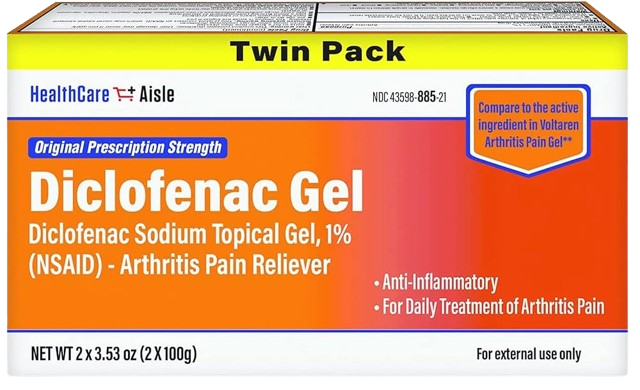 Twin Pack
HealthCare Aisle
NDC 43598-885-21
Compare to the active
ingredient in Voltaren
Arthritis Pain Gel**
Original Prescription Strength
Diclofenac Gel
Diclofenac Sodium Topical Gel, 1%
(NSAID) - Arthritis Pain Reliever
• Anti-Inflammatory
• For Daily Treatment of Arthritis Pain
NET WT 2 x 3.53 oz (2 X 100g)
For external use only